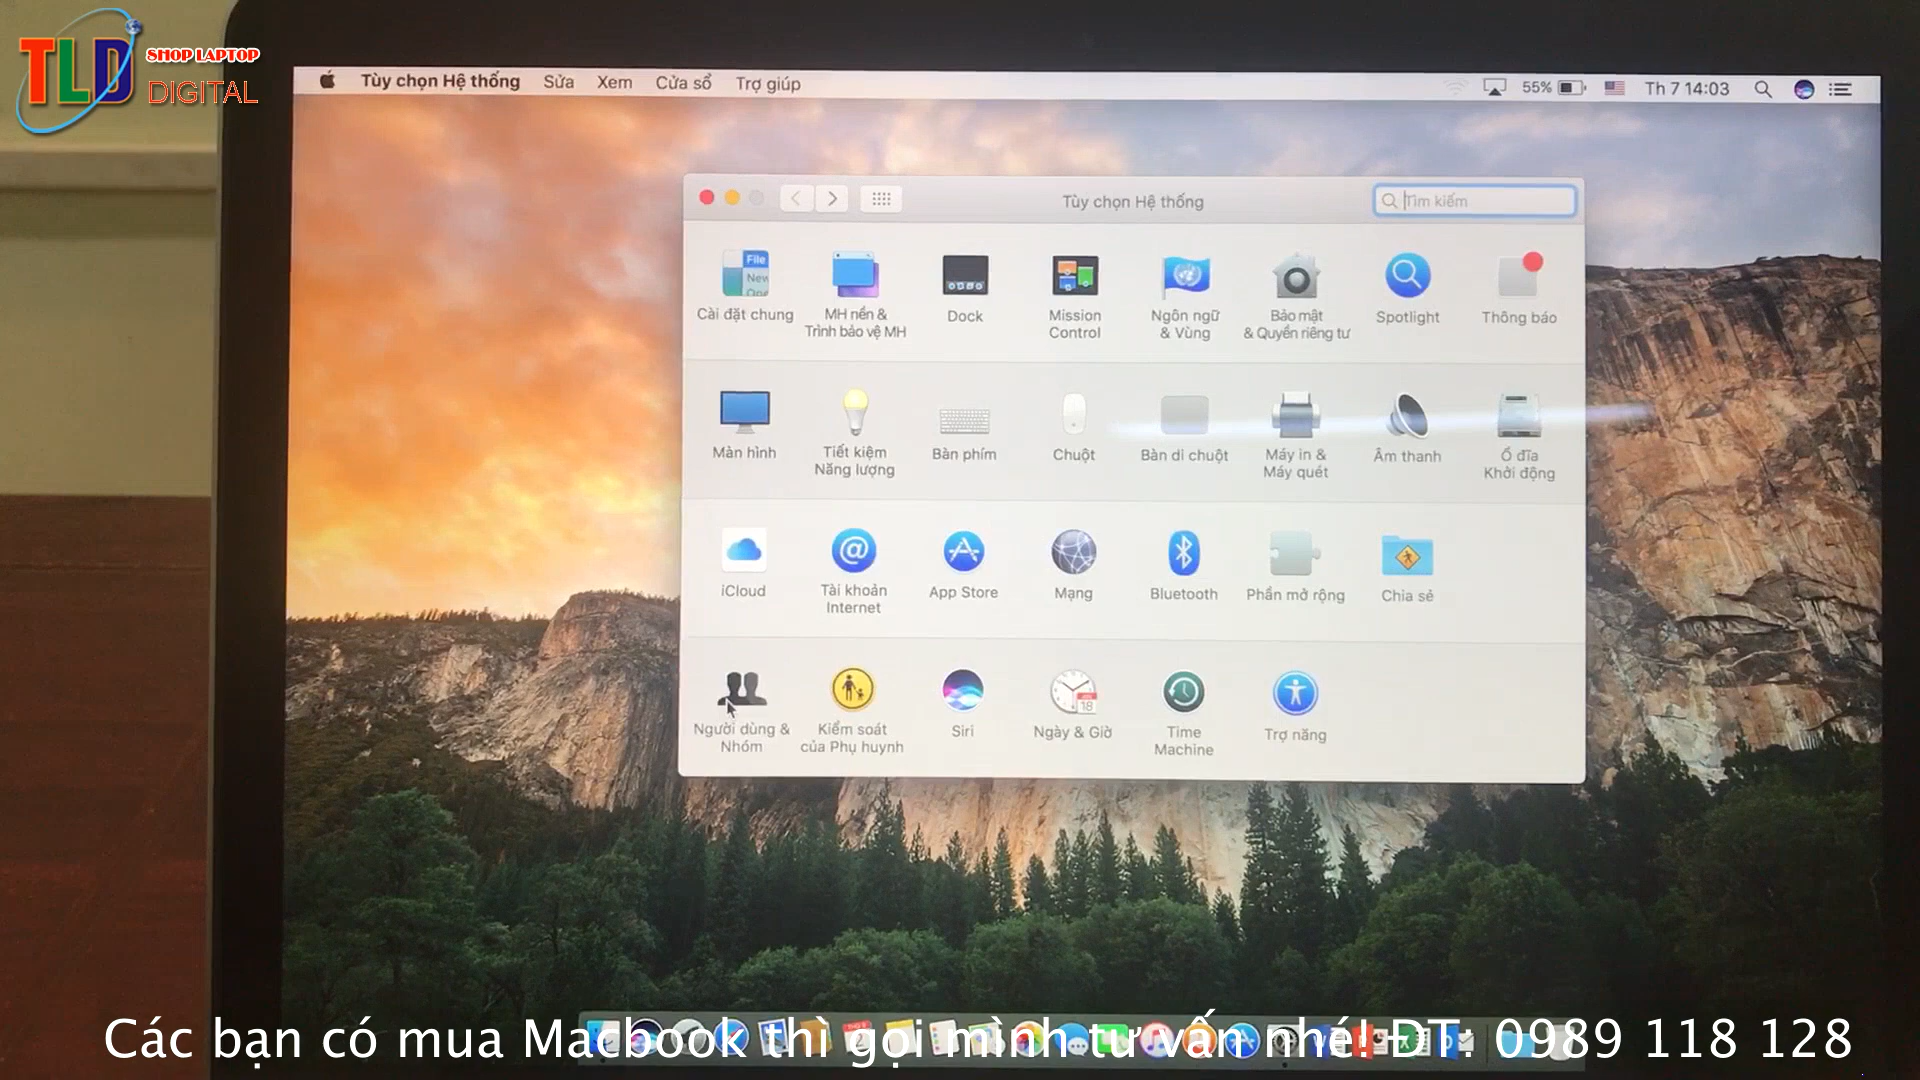 TLD SHOP LAPTOP
DIGITAL
Tùy chọn Hệ thống Sửa Xem Cửa sổ Trợ giúp 55% Th 7 14:03
Tùy chọn Hệ thống Tìm kiếm
File
New
Cài đặt chung
MH nền &
Trình bảo vệ MH
Dock
Mission
Control
Ngôn ngữ
& Vùng
Bảo mật
& Quyền riêng tư
Spotlight
Thông báo
Màn hình
Tiết kiệm
Năng lượng
Bàn phím
Chuột
Bàn di chuột
Máy in &
Máy quét
Âm thanh
Ổ đĩa
Khởi động
iCloud
Tài khoản
Internet
App Store
Mạng
Bluetooth
Phần mở rộng
Chia sẻ
Người dùng &
Nhóm
Kiểm soát
của Phụ huynh
Siri
18
Ngày & Giờ
Time
Machine
Trợ năng
Các bạn có mua Macbook thì gọi mình tư vấn nhé! ĐT: 0989 118 128